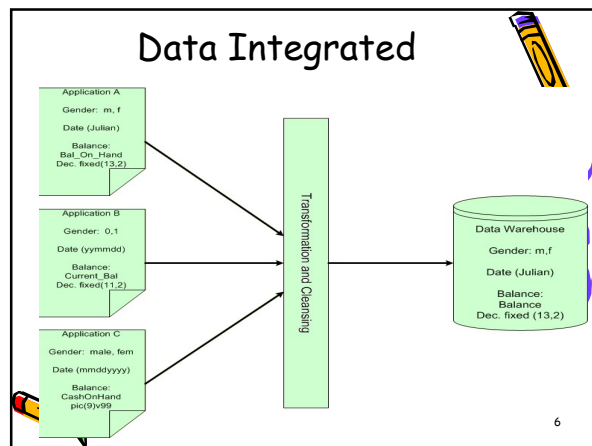 Data Integrated
Application A
Gender: m, f
Date (Julian)
Balance:
Bal_On_Hand
Dec. fixed(13,2)
Application B
Gender: 0,1
Date (yymmdd)
Balance:
Current_Bal
Dec. fixed(11,2)
Application C
Gender: male, fem
Date (mmddyyyy)
Balance:
CashOnHand
pic(9)v99
Transformation and Cleansing
Data Warehouse
Gender: m,f
Date (Julian)
Balance:
Balance
Dec. fixed (13,2)
6